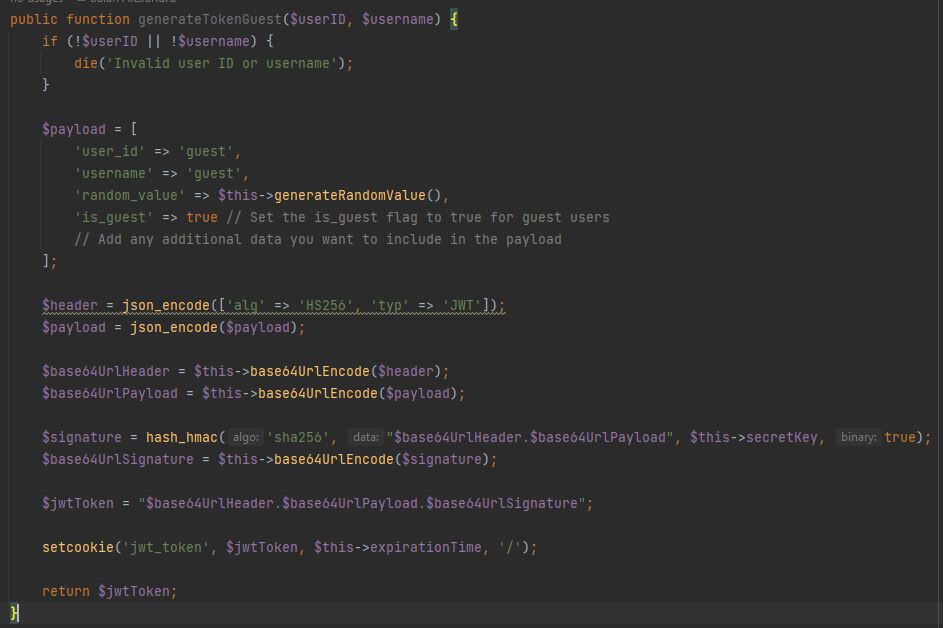 public function generateTokenGuest($userID, $username) {
if (!$userID || !$username) {
die('Invalid user ID or username');
}
$payload = [
'user_id' => 'guest',
'username' => 'guest',
'random_value' => $this->generateRandomValue(),
'is_guest' => true // Set the is_guest flag to true for guest users
// Add any additional data you want to include in the payload
];
$header = json_encode(['alg' => 'HS256', 'typ' => 'JWT']);
$payload = json_encode($payload);
$base64UrlHeader = $this->base64UrlEncode($header);
$base64UrlPayload = $this->base64UrlEncode($payload);
$signature = hash_hmac( algo: 'sha256', data: "$base64UrlHeader.$base64UrlPayload", $this->secretKey, binary: true);
$base64UrlSignature = $this->base64UrlEncode($signature);
$jwtToken = "$base64UrlHeader.$base64UrlPayload.$base64UrlSignature";
setcookie('jwt_token', $jwtToken, $this->expirationTime, '/');
return $jwtToken;
}